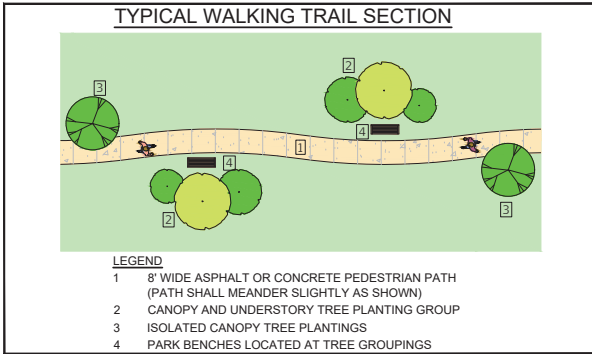 TYPICAL WALKING TRAIL SECTION
3
2
4
1
4
2
3
LEGEND
1 8' WIDE ASPHALT OR CONCRETE PEDESTRIAN PATH
(PATH SHALL MEANDER SLIGHTLY AS SHOWN)
2 CANOPY AND UNDERSTORY TREE PLANTING GROUP
3 ISOLATED CANOPY TREE PLANTINGS
4 PARK BENCHES LOCATED AT TREE GROUPINGS